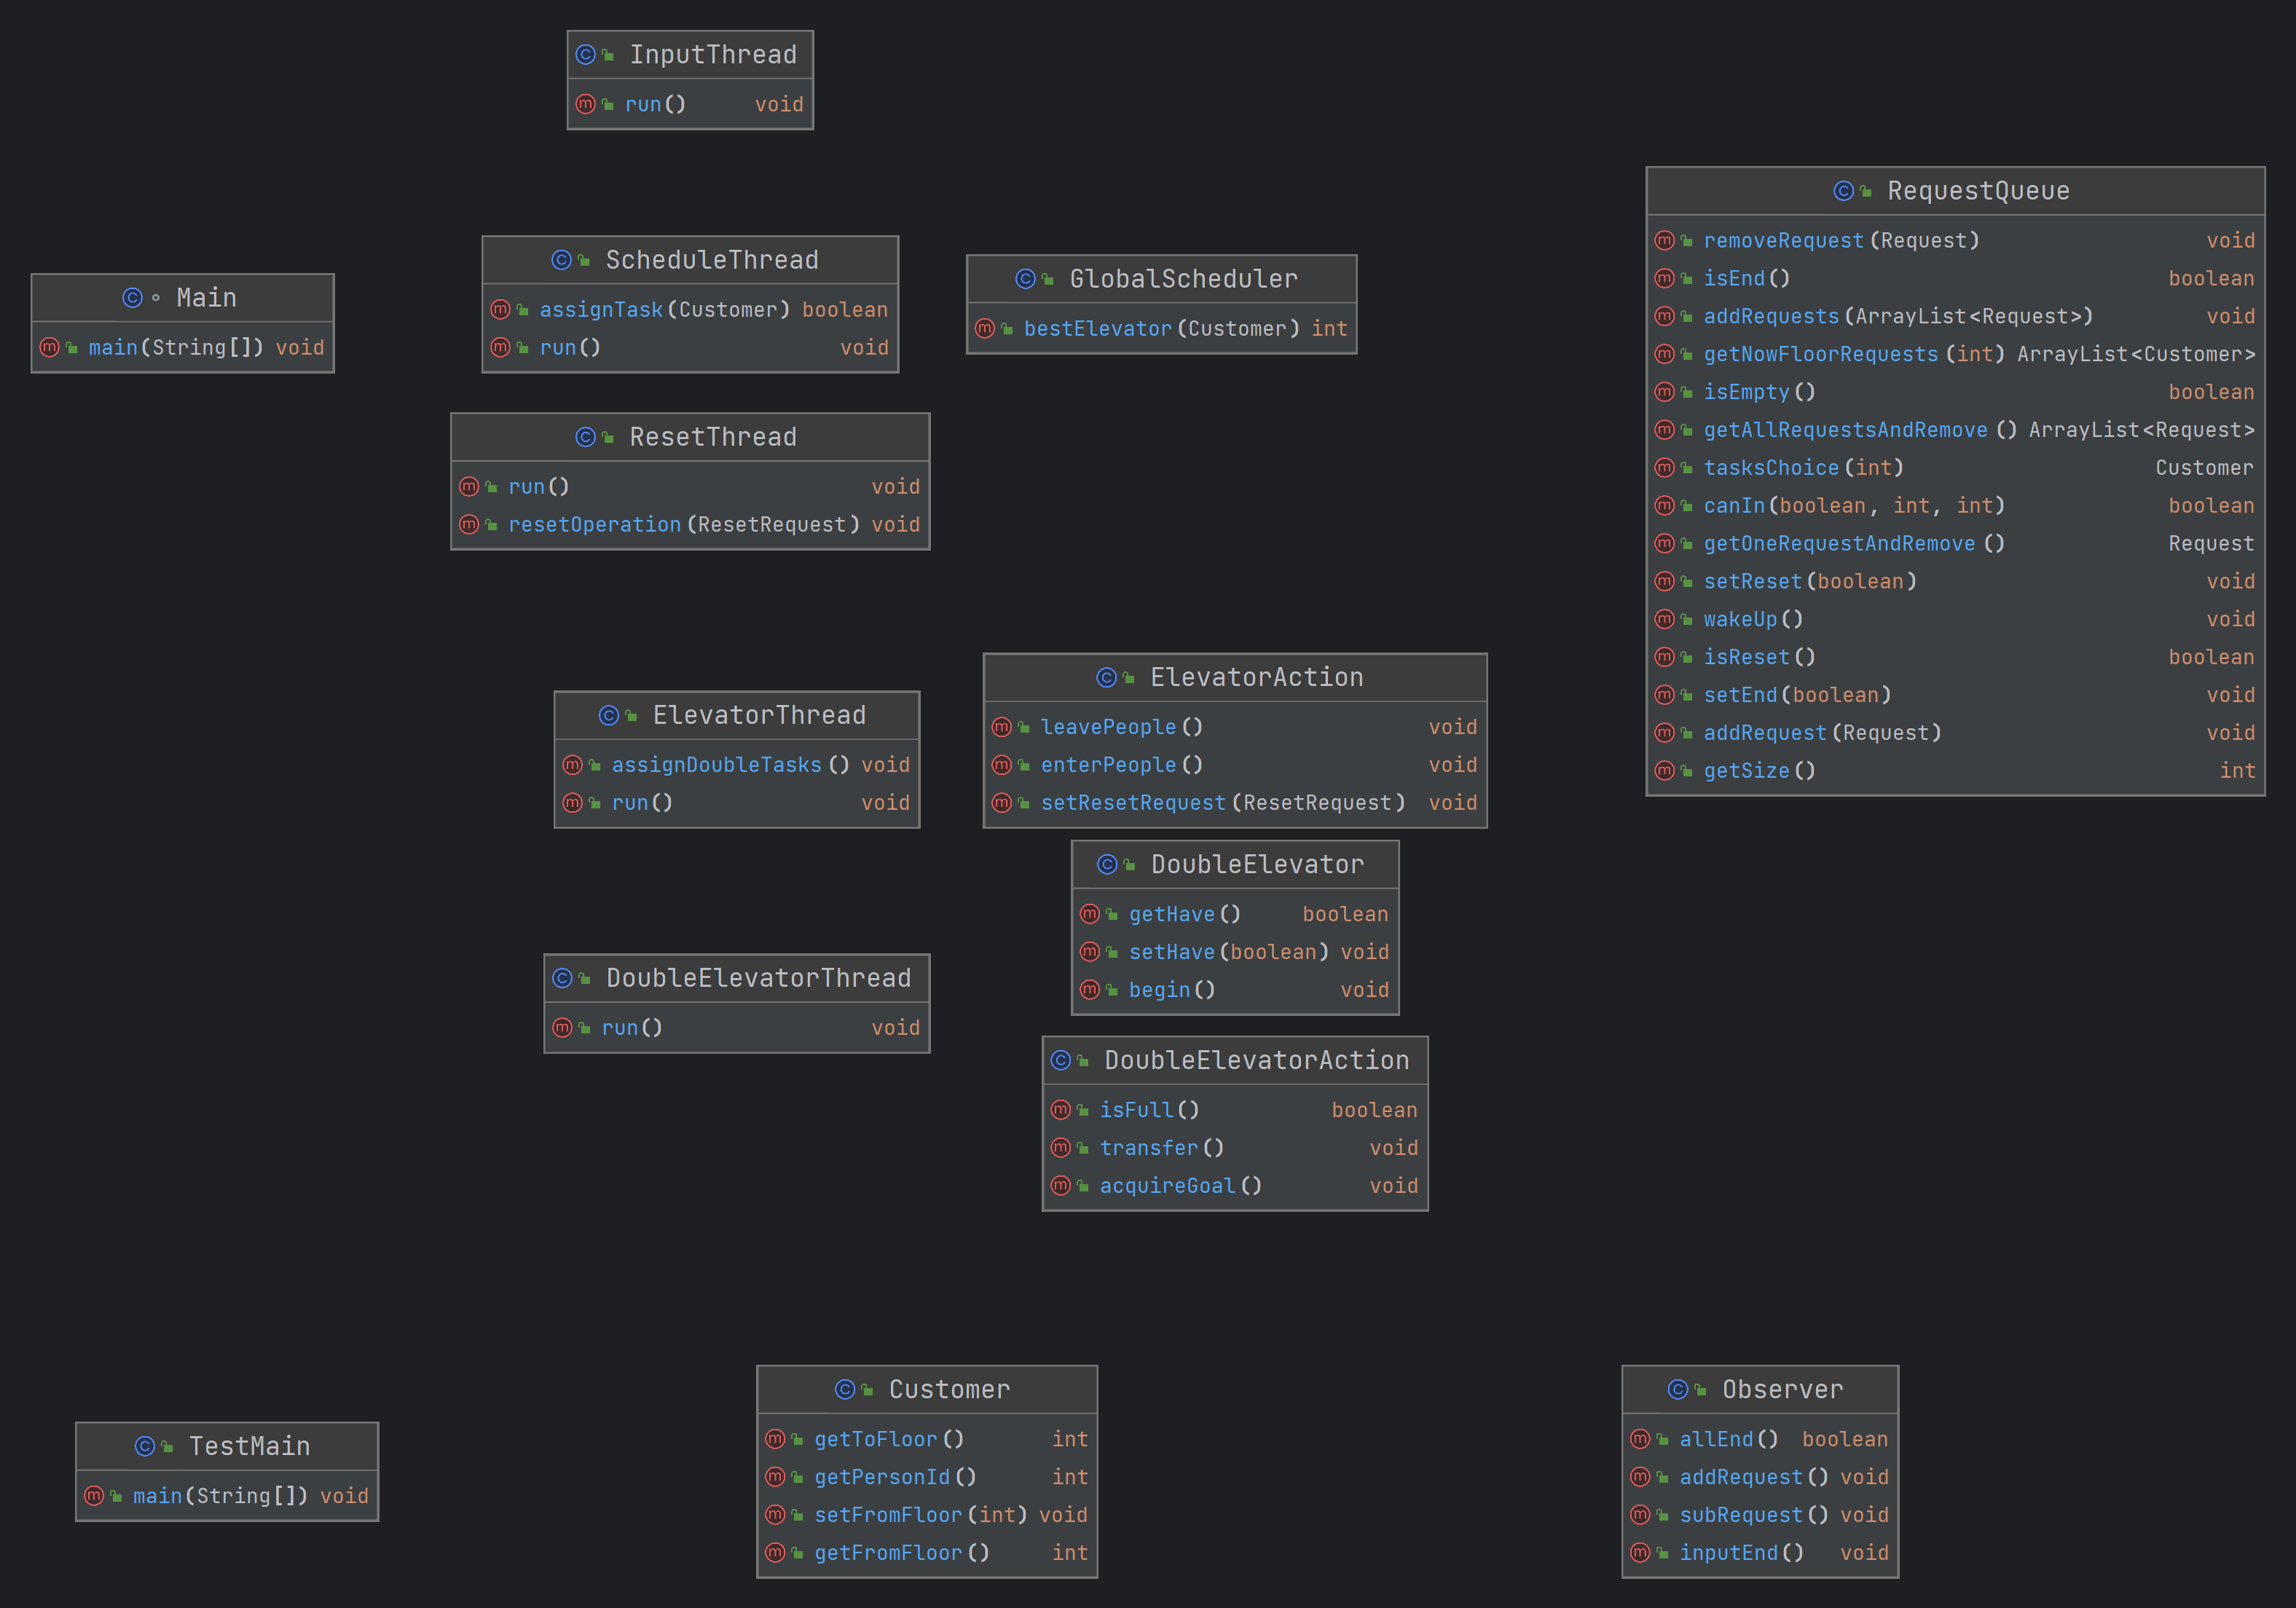 InputThread
run() void
RequestQueue
removeRequest(Request) void
isEnd() boolean
addRequests(ArrayList<Request>) void
getNowFloorRequests(int) ArrayList<Customer>
isEmpty() boolean
getAllRequestsAndRemove() ArrayList<Request>
tasksChoice(int) Customer
canIn(boolean, int, int) boolean
getOneRequestAndRemove() Request
setReset(boolean) void
wakeUp() void
isReset() boolean
setEnd(boolean) void
addRequest(Request) void
getSize() int
ScheduleThread
assignTask(Customer) boolean
run() void
GlobalScheduler
bestElevator(Customer) int
Main
main(String[]) void
ResetThread
run() void
resetOperation(ResetRequest) void
ElevatorAction
leavePeople() void
enterPeople() void
setResetRequest(ResetRequest) void
ElevatorThread
assignDoubleTasks() void
run() void
DoubleElevator
getHave() boolean
setHave(boolean) void
begin() void
DoubleElevatorThread
run() void
DoubleElevatorAction
isFull() boolean
transfer() void
acquireGoal() void
Customer
getToFloor() int
getPersonId() int
setFromFloor(int) void
getFromFloor() int
Observer
allEnd() boolean
addRequest() void
subRequest() void
inputEnd() void
TestMain
main(String[]) void